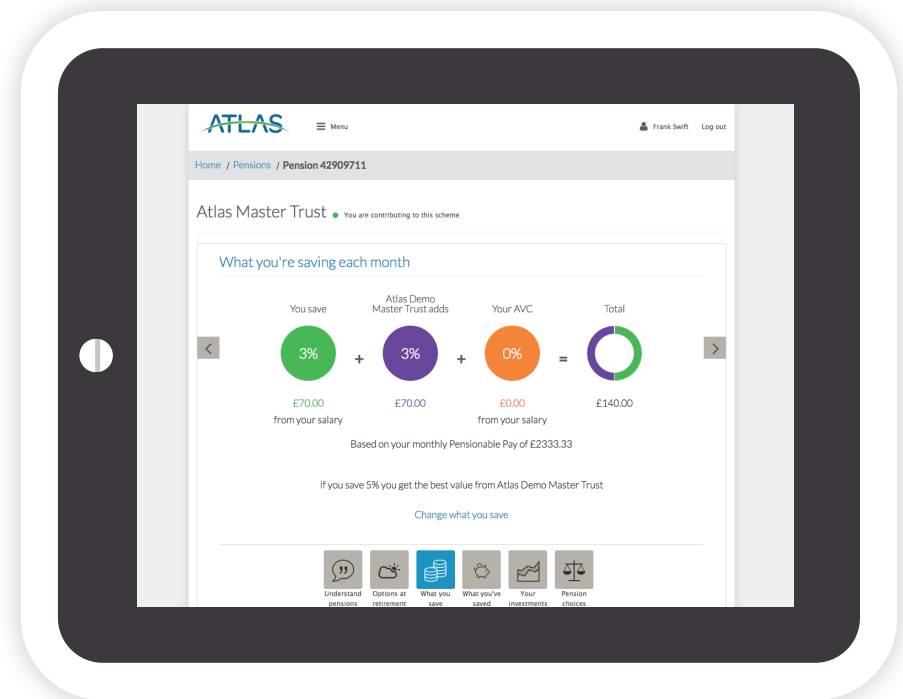 ATLAS
Menu
Frank Swift Log out
Home / Pensions / Pension 42909711
Atlas Master Trust You are contributing to this scheme
What you're saving each month
You save
Atlas Demo
Master Trust adds
Your AVC
Total
3% + 3% + 0% =
£70.00
from your salary
£70.00
£0.00
from your salary
£140.00
Based on your monthly Pensionable Pay of £2333.33
If you save 5% you get the best value from Atlas Demo Master Trust
Change what you save
Understand
pensions
Options at
retirement
What you
save
What you've
saved
Your
investments
Pension
choices